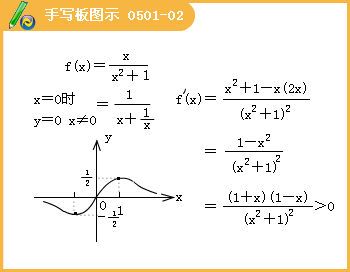 手写板图示 0501-02
f(x)=x/(x²+1)
x=0时
y=0 x≠0
=1/(x+1/x)
f′(x)=(x²+1-x(2x))/(x²+1)²
=(1-x²)/(x²+1)²
=((1+x)(1-x))/(x²+1)²>0
y
1/2
0 1 x
-1/2